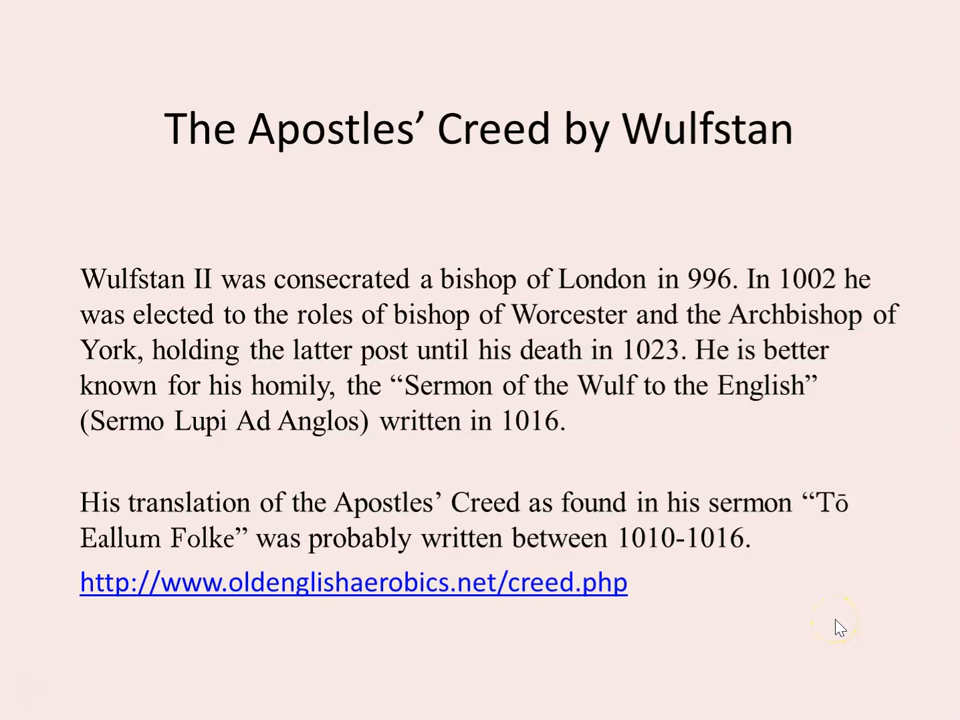 The Apostles’ Creed by Wulfstan
Wulfstan II was consecrated a bishop of London in 996. In 1002 he
was elected to the roles of bishop of Worcester and the Archbishop of
York, holding the latter post until his death in 1023. He is better
known for his homily, the “Sermon of the Wulf to the English”
(Sermo Lupi Ad Anglos) written in 1016.
His translation of the Apostles’ Creed as found in his sermon “Tō
Eallum Folke” was probably written between 1010-1016.
http://www.oldenglishaerobics.net/creed.php